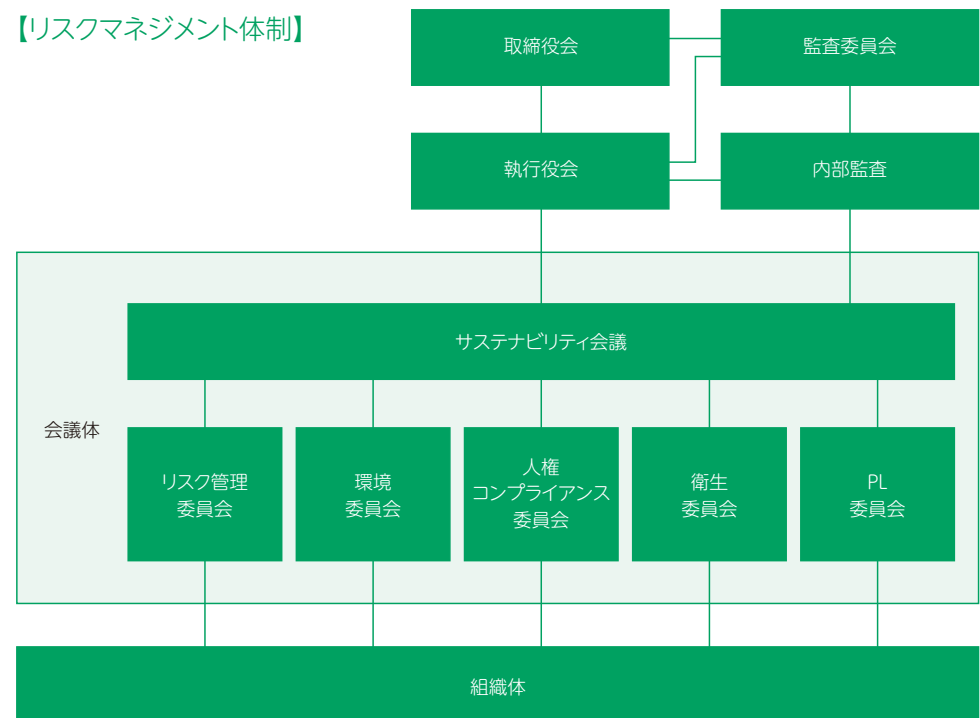 【リスクマネジメント体制】
取締役会
監査委員会
執行役会
内部監査
サステナビリティ会議
会議体
リスク管理
委員会
環境
委員会
人権
コンプライアンス
委員会
衛生
委員会
PL
委員会
組織体